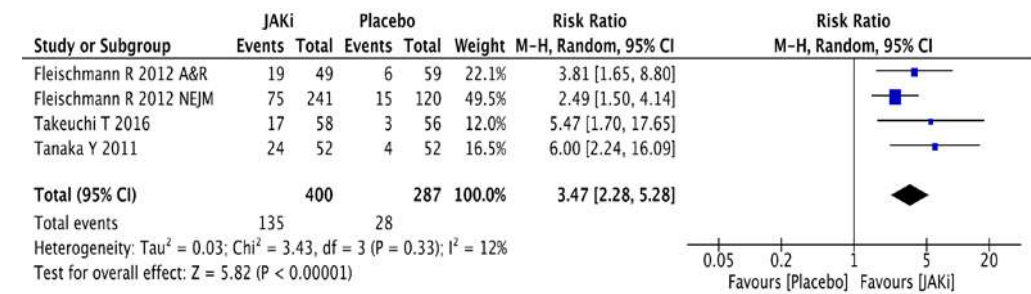 JAKi Placebo Risk Ratio Risk Ratio
Study or Subgroup Events Total Events Total Weight M-H, Random, 95% CI M-H, Random, 95% CI
Fleischmann R 2012 A&R 19 49 6 59 22.1% 3.81 [1.65, 8.80]
Fleischmann R 2012 NEJM 75 241 15 120 49.5% 2.49 [1.50, 4.14]
Takeuchi T 2016 17 58 3 56 12.0% 5.47 [1.70, 17.65]
Tanaka Y 2011 24 52 4 52 16.5% 6.00 [2.24, 16.09]
Total (95% CI) 400 287 100.0% 3.47 [2.28, 5.28]
Total events 135 28
Heterogeneity: Tau² = 0.03; Chi² = 3.43, df = 3 (P = 0.33); I² = 12%
Test for overall effect: Z = 5.82 (P < 0.00001)
0.05 0.2 1 5 20
Favours [Placebo] Favours [JAKi]